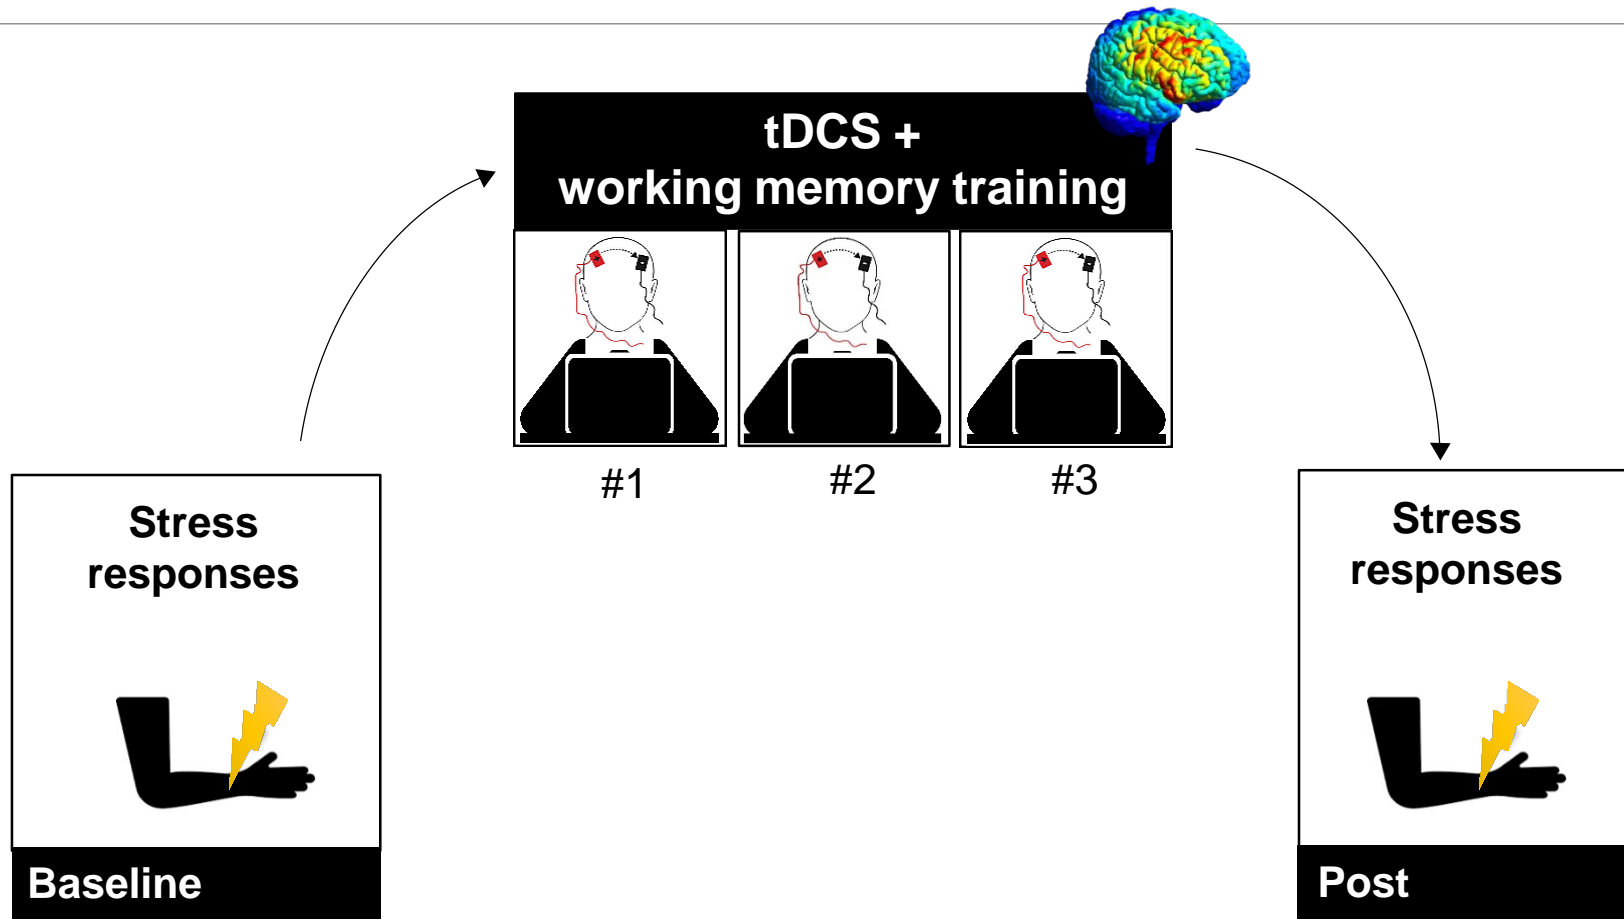 tDCS +
working memory training
#1
#2
#3
Stress
responses
Baseline
Stress
responses
Post